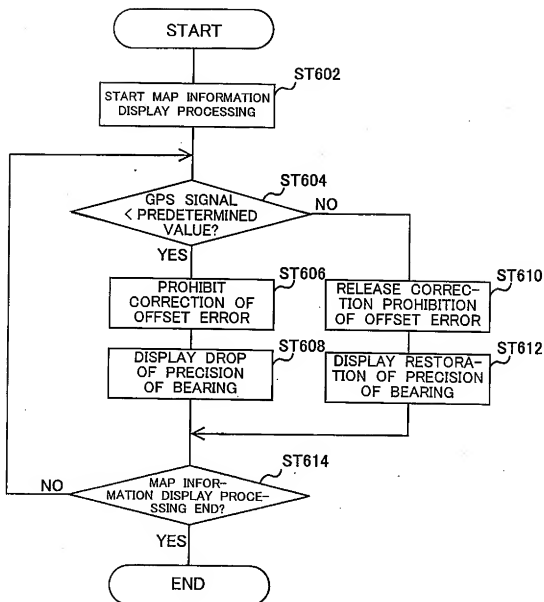 START
ST602
START MAP INFORMATION
DISPLAY PROCESSING
ST604
GPS SIGNAL
< PREDETERMINED
VALUE?
NO
YES
ST606
PROHIBIT
CORRECTION OF
OFFSET ERROR
ST610
RELEASE CORREC-
TION PROHIBITION
OF OFFSET ERROR
ST608
DISPLAY DROP
OF PRECISION
OF BEARING
ST612
DISPLAY RESTORA-
TION OF PRECISION
OF BEARING
ST614
MAP INFOR-
MATION DISPLAY PROCE-
SSING END?
NO
YES
END